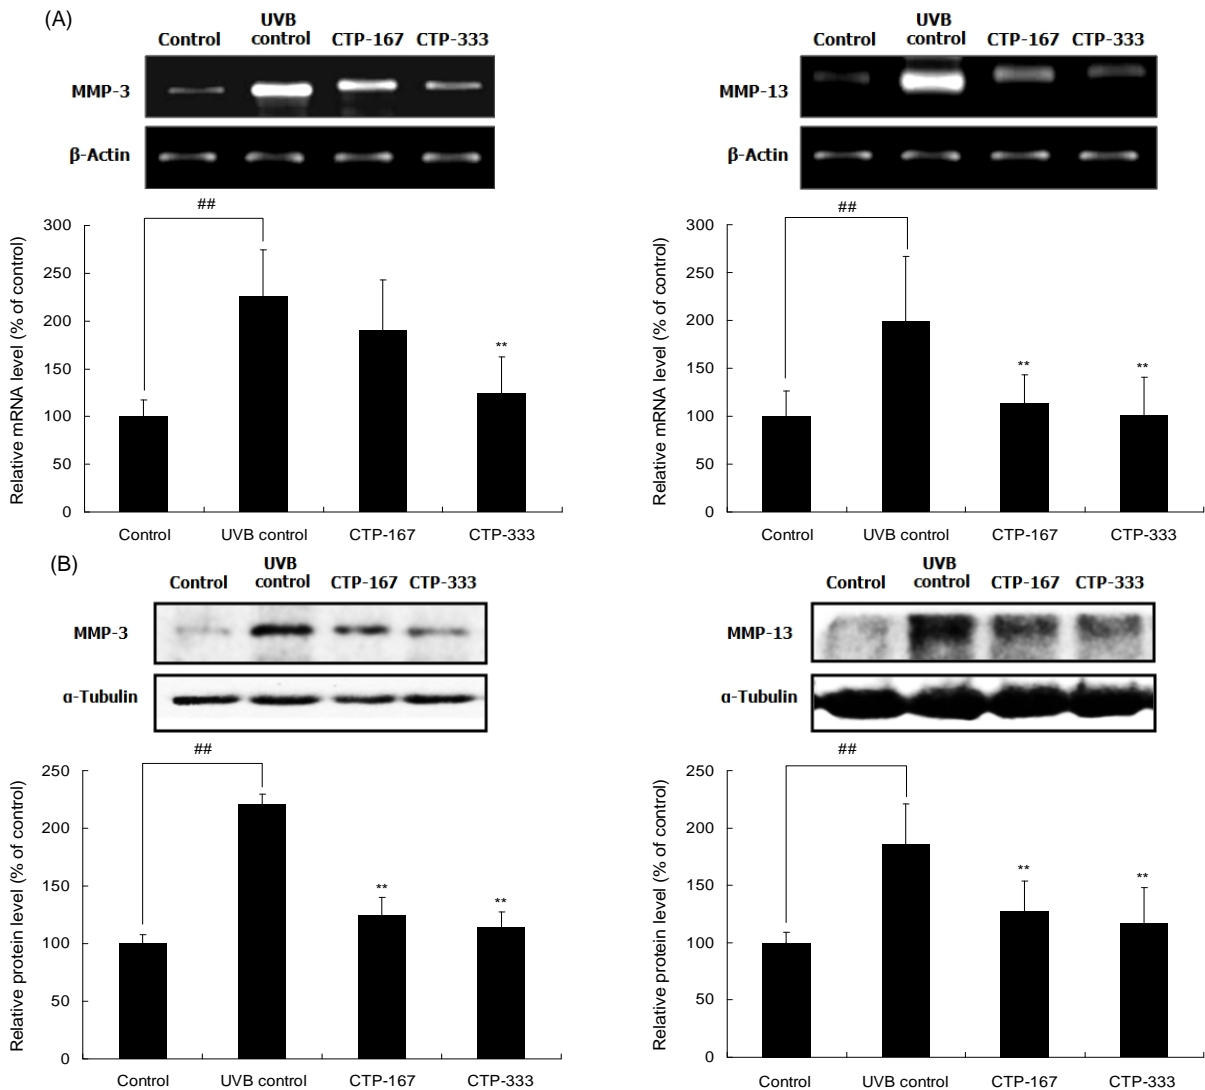 (A)
Control UVB control CTP-167 CTP-333
MMP-3
β-Actin
##
300
250
200
150
100
50
0
Relative mRNA level (% of control)
**
Control UVB control CTP-167 CTP-333
Control UVB control CTP-167 CTP-333
MMP-13
β-Actin
##
300
250
200
150
100
50
0
Relative mRNA level (% of control)
** **
Control UVB control CTP-167 CTP-333
(B)
Control UVB control CTP-167 CTP-333
MMP-3
α-Tubulin
##
250
200
150
100
50
0
Relative protein level (% of control)
** **
Control UVB control CTP-167 CTP-333
Control UVB control CTP-167 CTP-333
MMP-13
α-Tubulin
##
250
200
150
100
50
0
Relative protein level (% of control)
** **
Control UVB control CTP-167 CTP-333